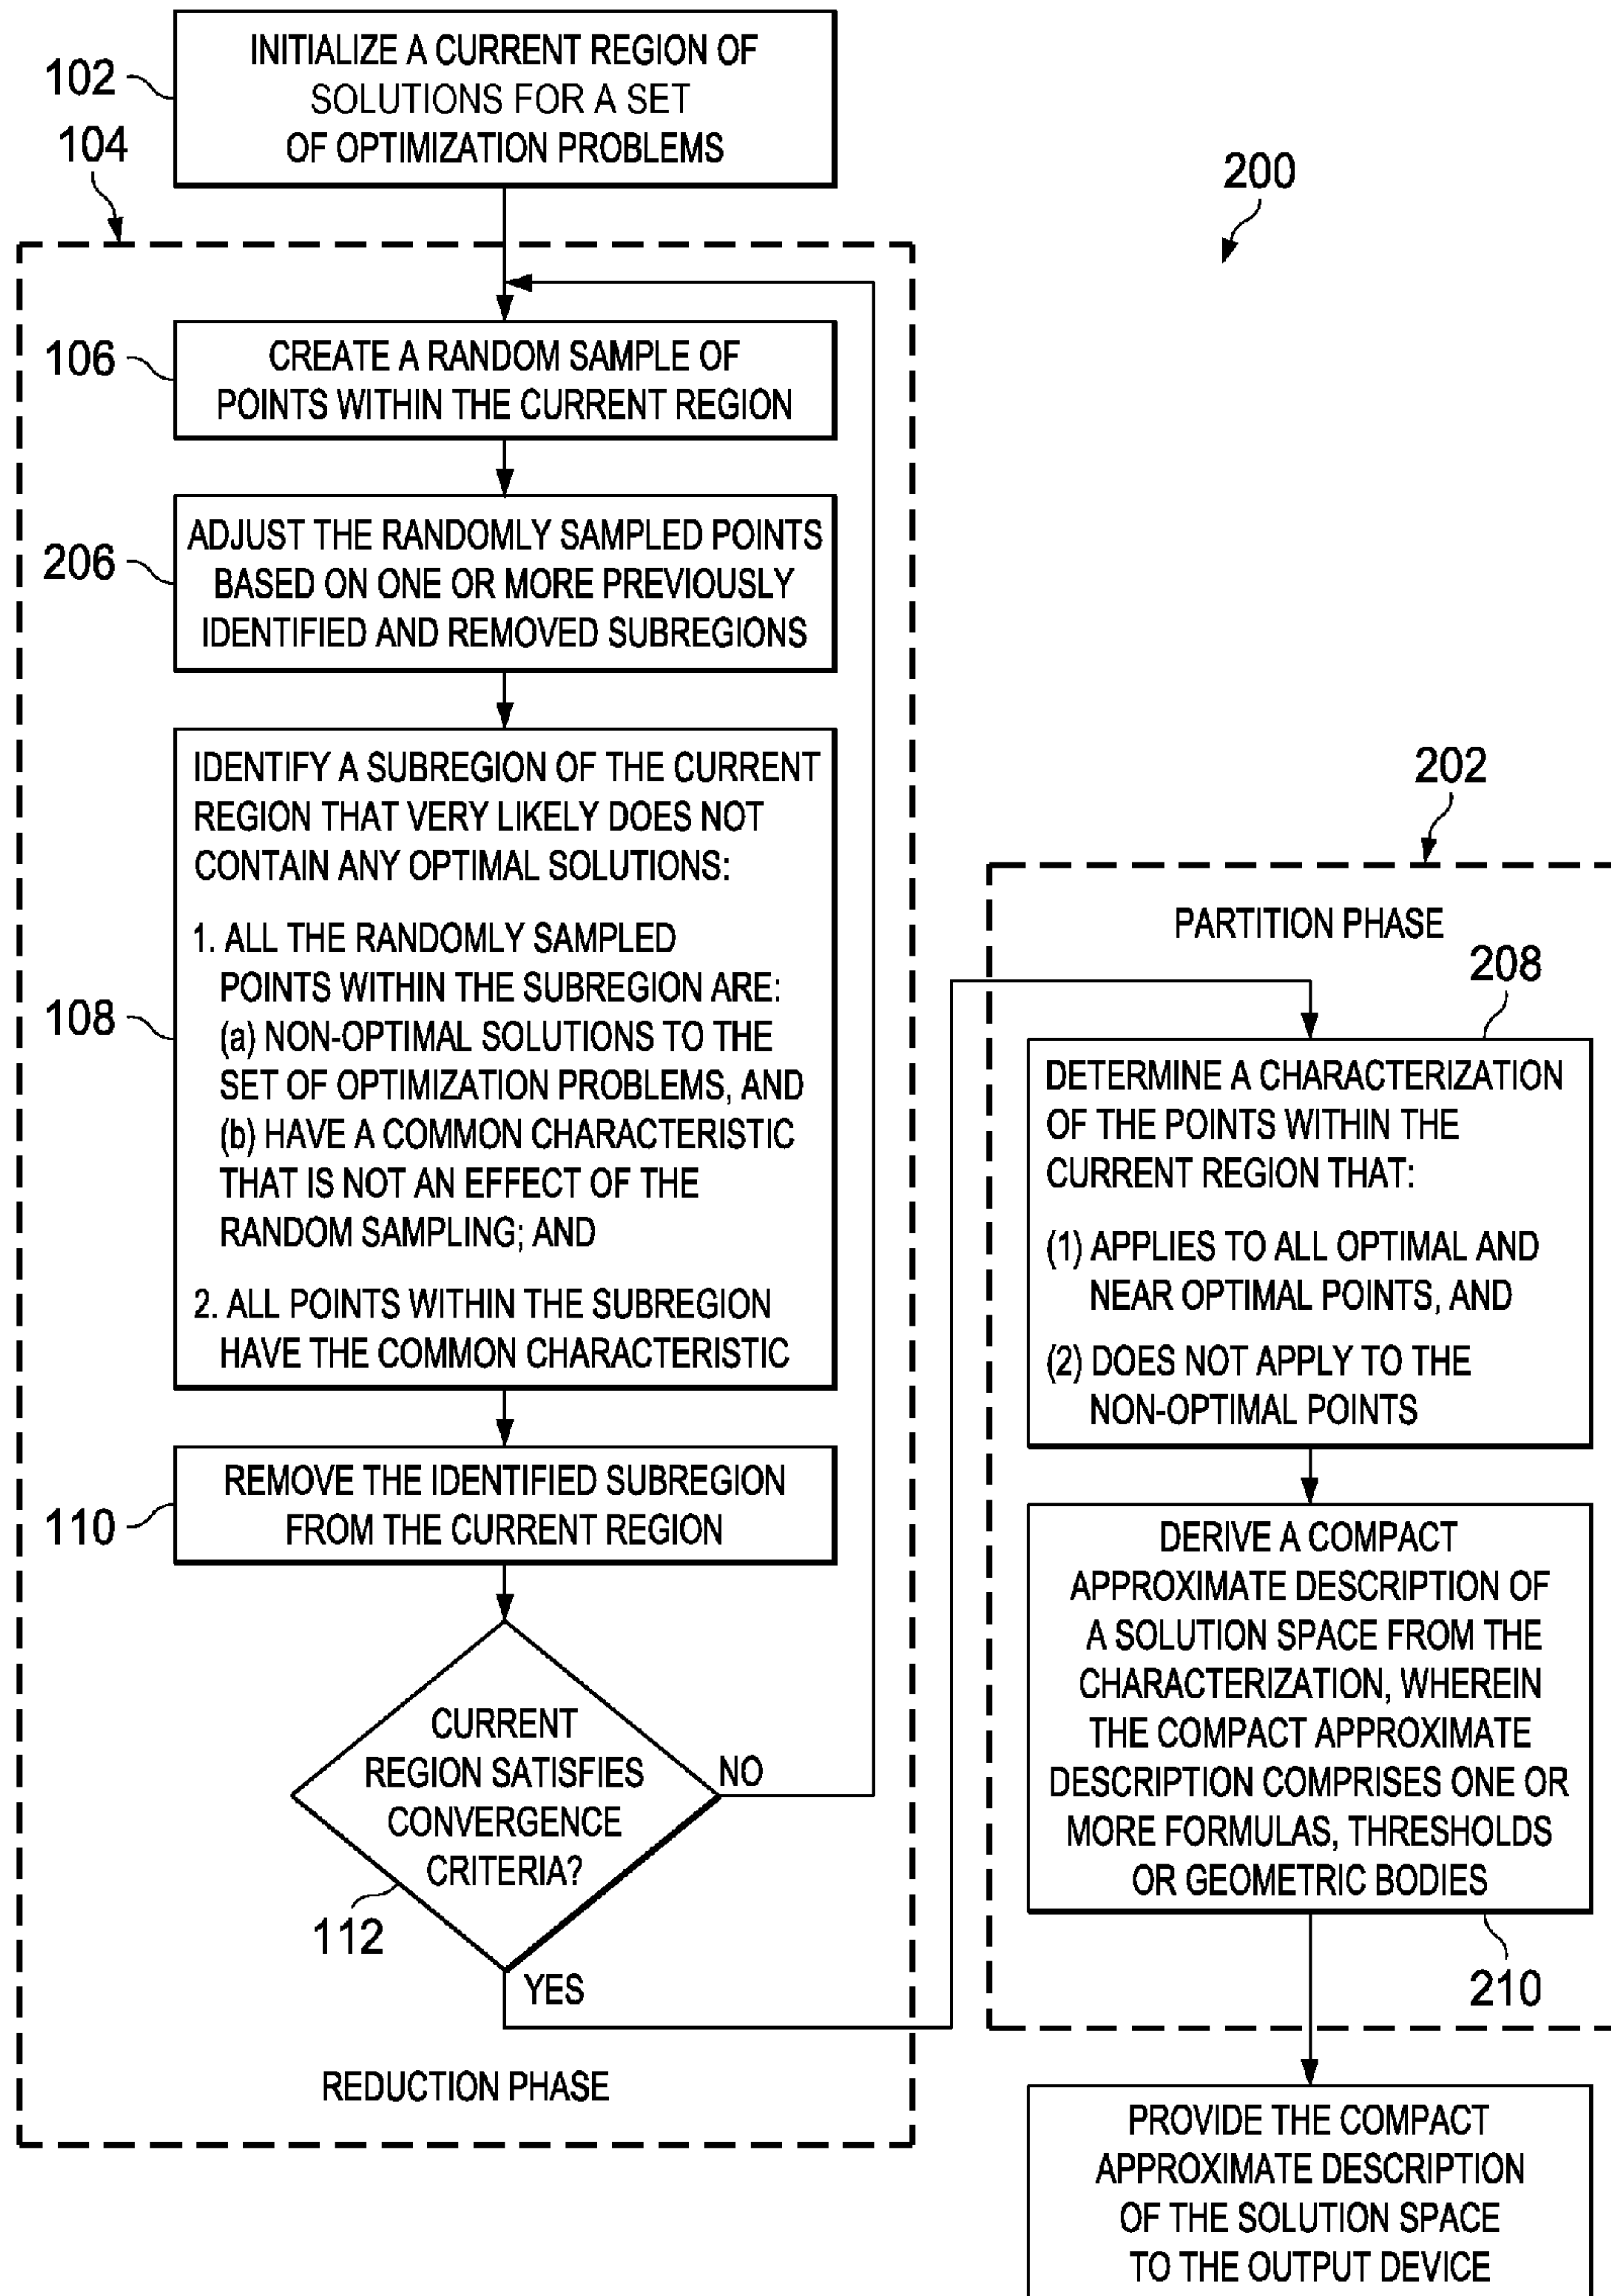 102
INITIALIZE A CURRENT REGION OF
SOLUTIONS FOR A SET
OF OPTIMIZATION PROBLEMS
104
200
106
CREATE A RANDOM SAMPLE OF
POINTS WITHIN THE CURRENT REGION
206
ADJUST THE RANDOMLY SAMPLED POINTS
BASED ON ONE OR MORE PREVIOUSLY
IDENTIFIED AND REMOVED SUBREGIONS
108
IDENTIFY A SUBREGION OF THE CURRENT
REGION THAT VERY LIKELY DOES NOT
CONTAIN ANY OPTIMAL SOLUTIONS:
1. ALL THE RANDOMLY SAMPLED
POINTS WITHIN THE SUBREGION ARE:
(a) NON-OPTIMAL SOLUTIONS TO THE
SET OF OPTIMIZATION PROBLEMS, AND
(b) HAVE A COMMON CHARACTERISTIC
THAT IS NOT AN EFFECT OF THE
RANDOM SAMPLING; AND
2. ALL POINTS WITHIN THE SUBREGION
HAVE THE COMMON CHARACTERISTIC
110
REMOVE THE IDENTIFIED SUBREGION
FROM THE CURRENT REGION
CURRENT
REGION SATISFIES
CONVERGENCE
CRITERIA?
NO
112
YES
REDUCTION PHASE
202
PARTITION PHASE
208
DETERMINE A CHARACTERIZATION
OF THE POINTS WITHIN THE
CURRENT REGION THAT:
(1) APPLIES TO ALL OPTIMAL AND
NEAR OPTIMAL POINTS, AND
(2) DOES NOT APPLY TO THE
NON-OPTIMAL POINTS
DERIVE A COMPACT
APPROXIMATE DESCRIPTION OF
A SOLUTION SPACE FROM THE
CHARACTERIZATION, WHEREIN
THE COMPACT APPROXIMATE
DESCRIPTION COMPRISES ONE OR
MORE FORMULAS, THRESHOLDS
OR GEOMETRIC BODIES
210
PROVIDE THE COMPACT
APPROXIMATE DESCRIPTION
OF THE SOLUTION SPACE
TO THE OUTPUT DEVICE